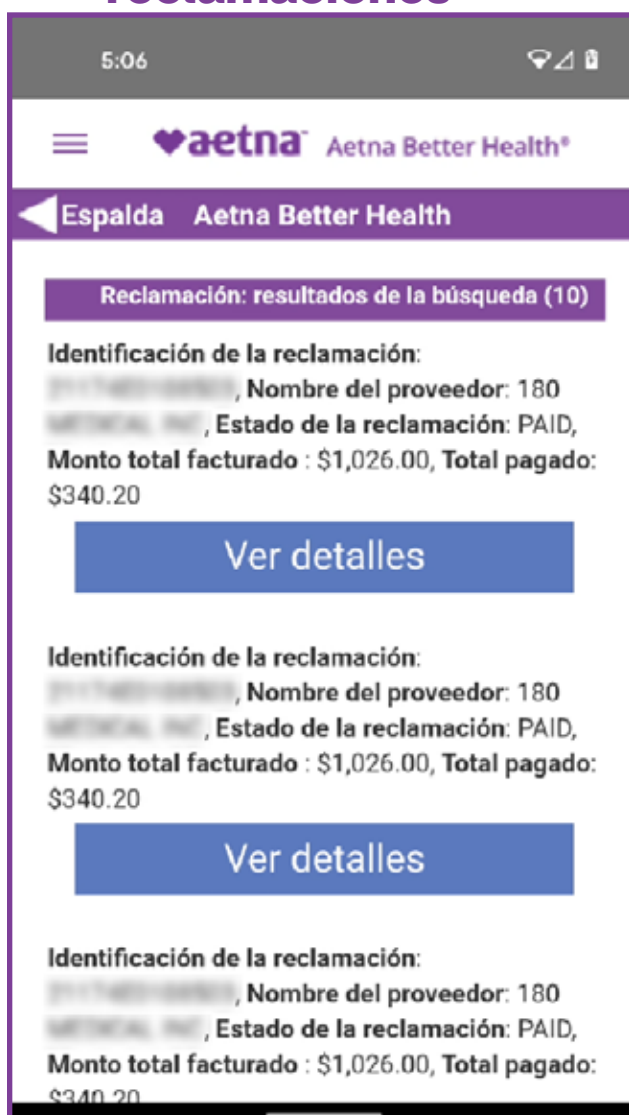 reclamaciones
5:06
aetna™ Aetna Better Health®
Espalda Aetna Better Health
Reclamación: resultados de la búsqueda (10)
Identificación de la reclamación:
, Nombre del proveedor: 180
, Estado de la reclamación: PAID,
Monto total facturado : $1,026.00, Total pagado:
$340.20
Ver detalles
Identificación de la reclamación:
, Nombre del proveedor: 180
, Estado de la reclamación: PAID,
Monto total facturado : $1,026.00, Total pagado:
$340.20
Ver detalles
Identificación de la reclamación:
, Nombre del proveedor: 180
, Estado de la reclamación: PAID,
Monto total facturado : $1,026.00, Total pagado:
$340.20